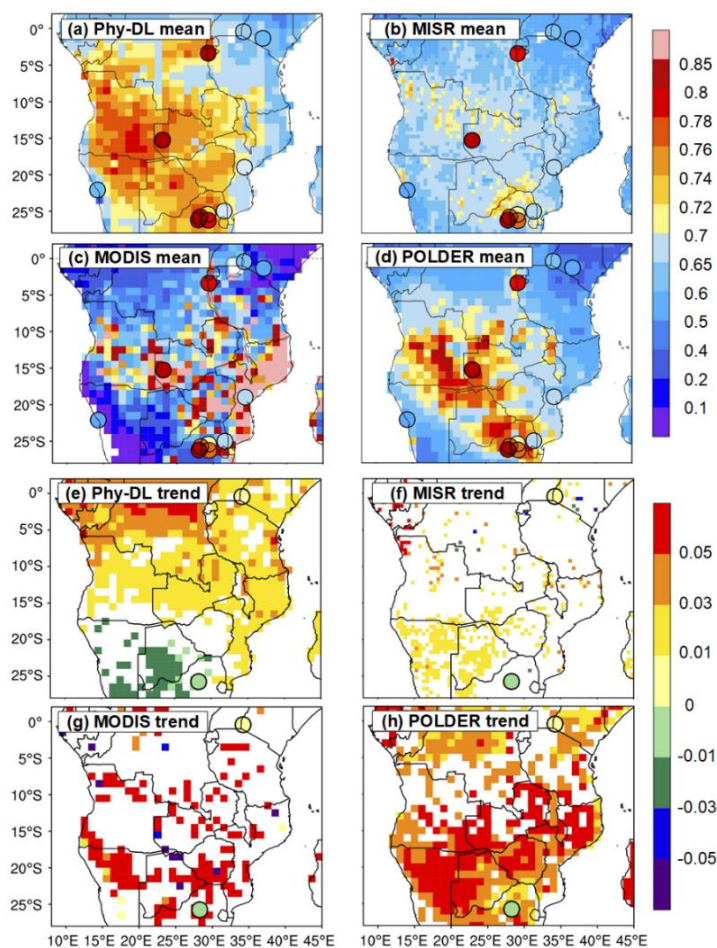 (a) Phy-DL mean
(b) MISR mean
0°
5°S
10°S
15°S
20°S
25°S
0.85
0.8
0.78
0.76
0.74
0.72
0.7
0.65
0.6
0.5
0.4
0.2
0.1
(c) MODIS mean
(d) POLDER mean
0°
5°S
10°S
15°S
20°S
25°S
(e) Phy-DL trend
(f) MISR trend
0°
5°S
10°S
15°S
20°S
25°S
0.05
0.03
0.01
0
-0.01
-0.03
-0.05
(g) MODIS trend
(h) POLDER trend
0°
5°S
10°S
15°S
20°S
25°S
10°E 15°E 20°E 25°E 30°E 35°E 40°E 45°E
10°E 15°E 20°E 25°E 30°E 35°E 40°E 45°E